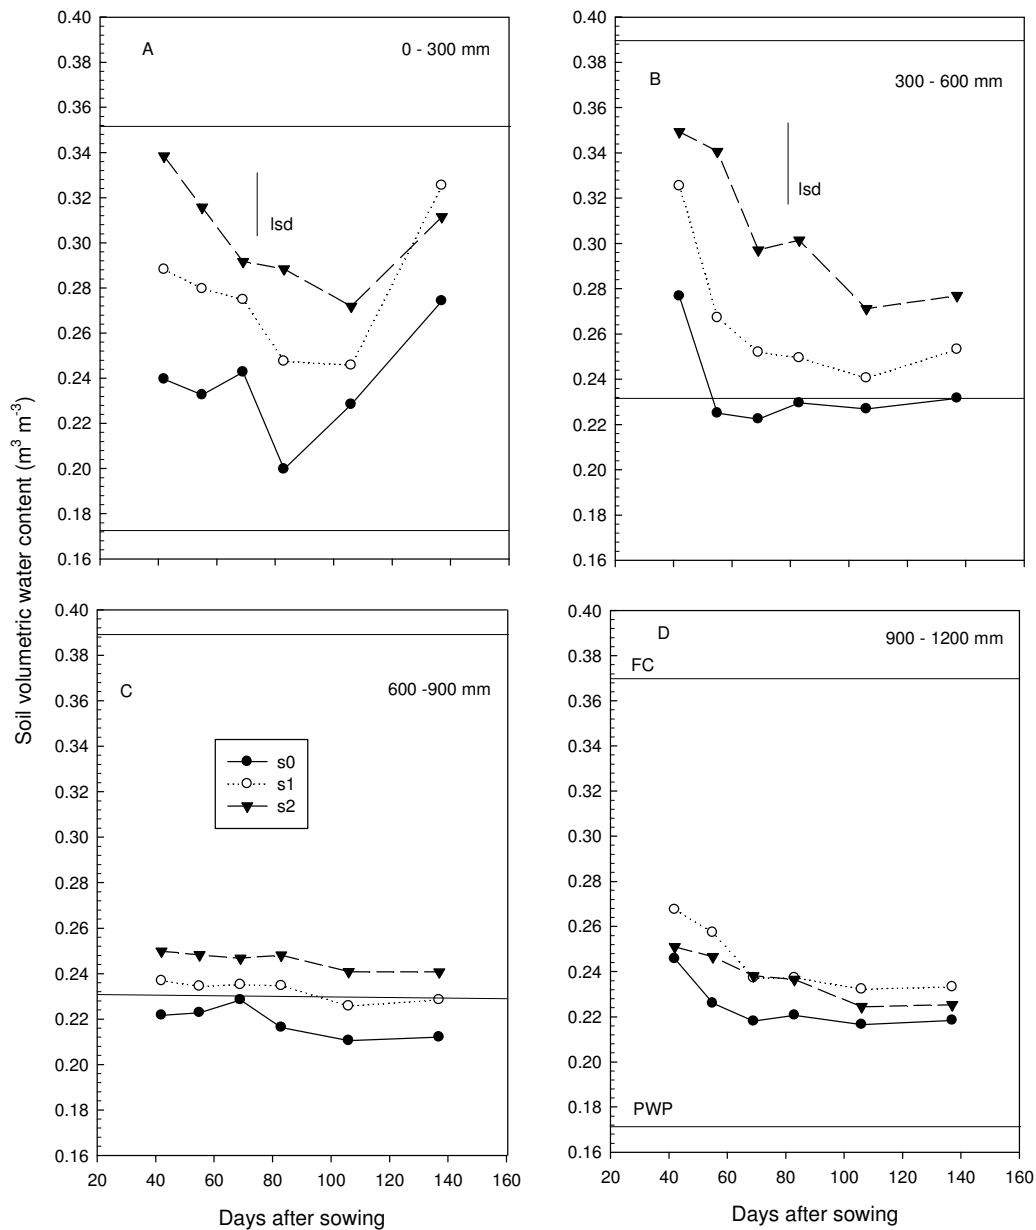 Soil volumetric water content (m³ m⁻³)
0.40
0.38
0.36
0.34
0.32
0.30
0.28
0.26
0.24
0.22
0.20
0.18
0.16
A
0 - 300 mm
lsd
0.40
0.38
0.36
0.34
0.32
0.30
0.28
0.26
0.24
0.22
0.20
0.18
0.16
B
300 - 600 mm
lsd
0.40
0.38
0.36
0.34
0.32
0.30
0.28
0.26
0.24
0.22
0.20
0.18
0.16
C
600 -900 mm
s0
s1
s2
20 40 60 80 100 120 140 160
Days after sowing
0.40
0.38
0.36
0.34
0.32
0.30
0.28
0.26
0.24
0.22
0.20
0.18
0.16
D
900 - 1200 mm
FC
PWP
20 40 60 80 100 120 140 160
Days after sowing